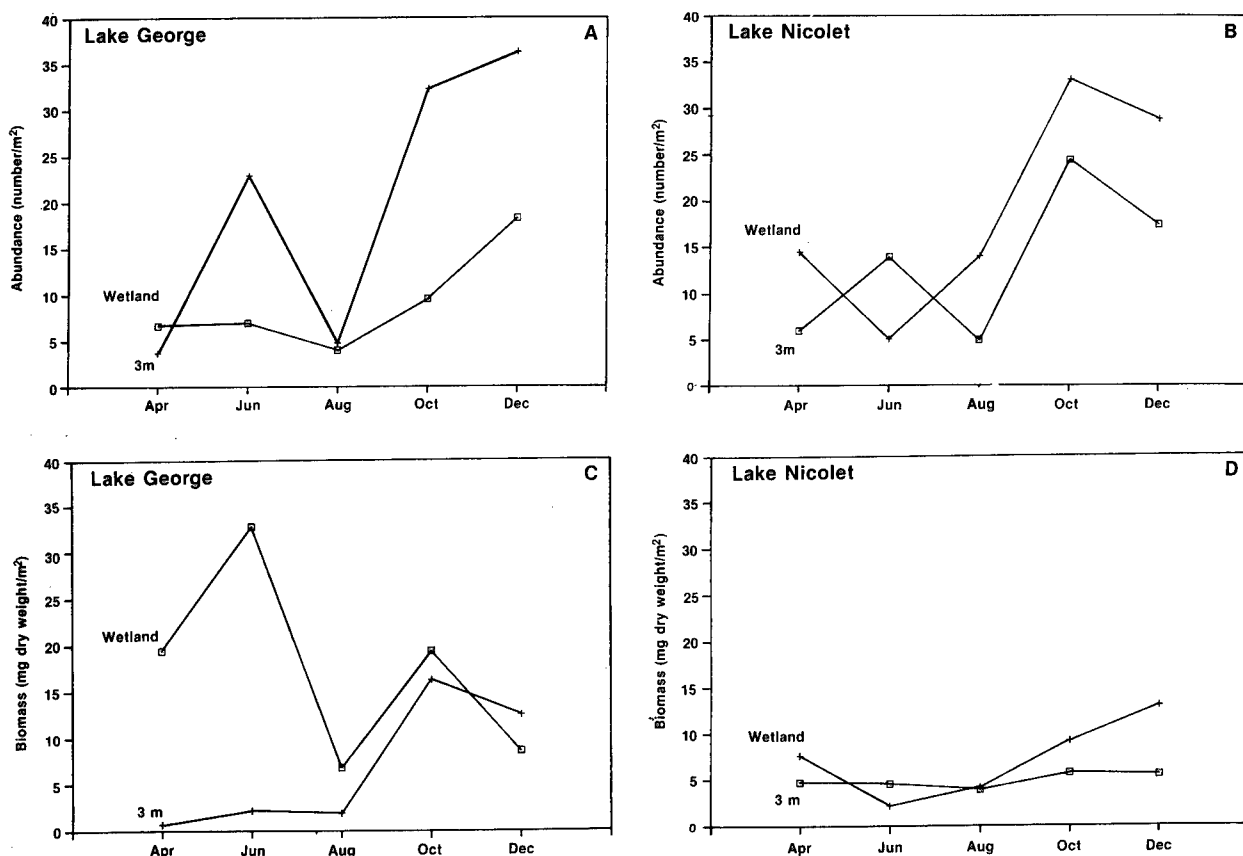 Lake George A
Abundance (number/m²)
40
35
30
25
20
15
10
5
0
Wetland
3m
Apr Jun Aug Oct Dec
Lake Nicolet B
Abundance (number/m²)
40
35
30
25
20
15
10
5
0
Wetland
3m
Apr Jun Aug Oct Dec
Lake George C
Biomass (mg dry weight/m²)
40
35
30
25
20
15
10
5
0
Wetland
3 m
Apr Jun Aug Oct Dec
Lake Nicolet D
Biomass (mg dry weight/m²)
40
35
30
25
20
15
10
5
0
Wetland
3 m
Apr Jun Aug Oct Dec